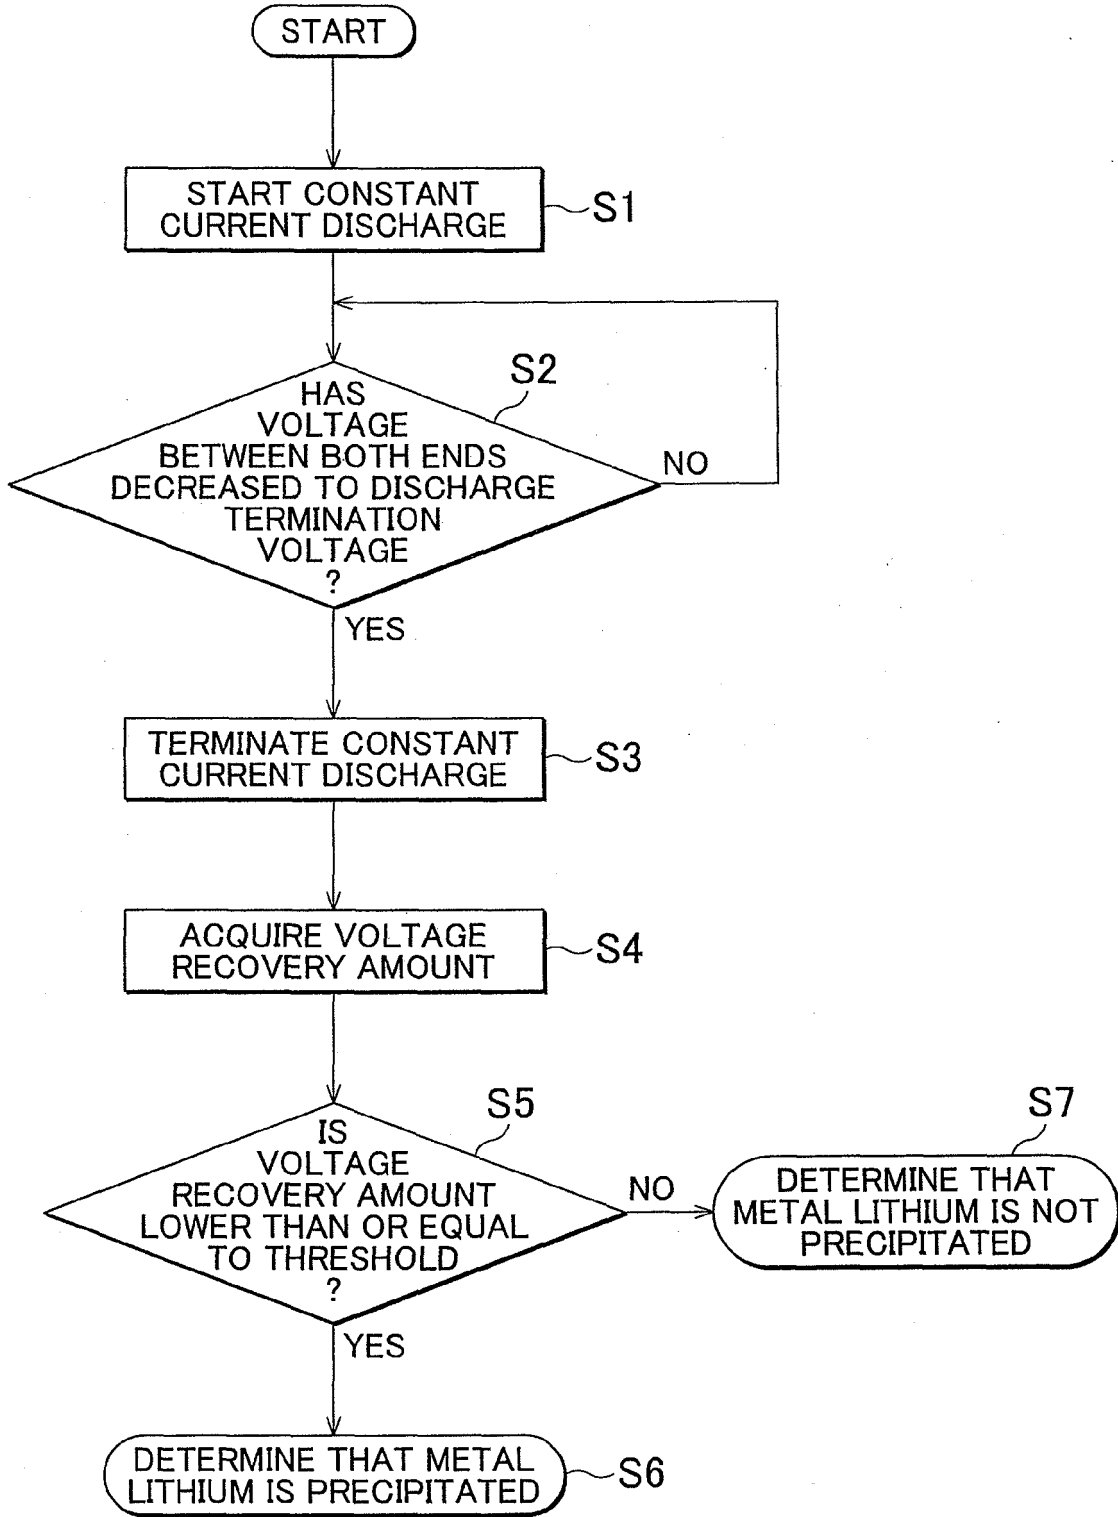 START
START CONSTANT
CURRENT DISCHARGE
S1
S2
HAS
VOLTAGE
BETWEEN BOTH ENDS
DECREASED TO DISCHARGE
TERMINATION
VOLTAGE
?
NO
YES
TERMINATE CONSTANT
CURRENT DISCHARGE
S3
ACQUIRE VOLTAGE
RECOVERY AMOUNT
S4
S5
IS
VOLTAGE
RECOVERY AMOUNT
LOWER THAN OR EQUAL
TO THRESHOLD
?
NO
S7
DETERMINE THAT
METAL LITHIUM IS NOT
PRECIPITATED
YES
DETERMINE THAT METAL
LITHIUM IS PRECIPITATED
S6